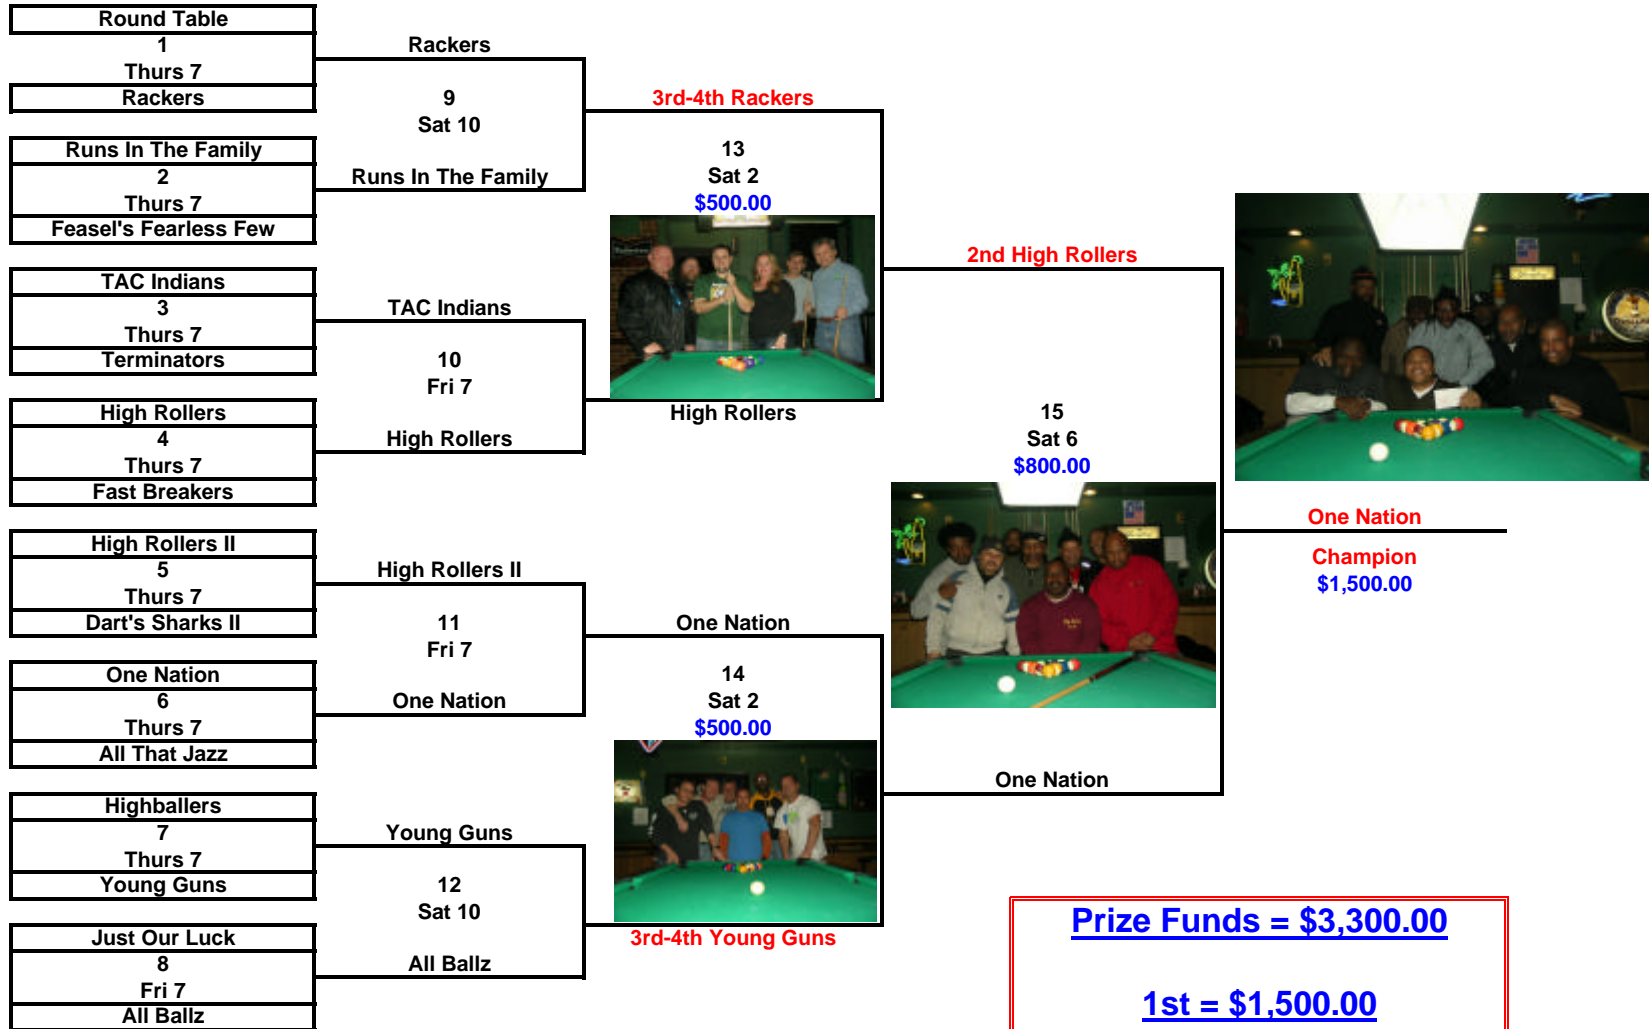 Round Table
1
Thurs 7
Rackers
Runs In The Family
2
Thurs 7
Feasel's Fearless Few
TAC Indians
3
Thurs 7
Terminators
High Rollers
4
Thurs 7
Fast Breakers
High Rollers II
5
Thurs 7
Dart's Sharks II
One Nation
6
Thurs 7
All That Jazz
Highballers
7
Thurs 7
Young Guns
Just Our Luck
8
Fri 7
All Ballz
Rackers
9
Sat 10
Runs In The Family
TAC Indians
10
Fri 7
High Rollers
High Rollers II
11
Fri 7
One Nation
Young Guns
12
Sat 10
All Ballz
3rd-4th Rackers
13
Sat 2
$500.00
High Rollers
One Nation
14
Sat 2
$500.00
3rd-4th Young Guns
2nd High Rollers
15
Sat 6
$800.00
One Nation
One Nation
Champion
$1,500.00
Prize Funds = $3,300.00
1st = $1,500.00